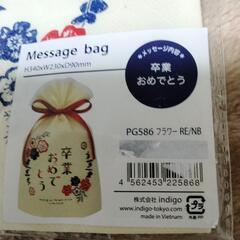 Message bag
H340xW230xD90mm
＊メッセージ内容＊
卒業
おめでとう
卒業
おめで
とう
PG586 フラワー RE/NB
4 562453 225868
株式会社 indigo
indigo-tokyo.com
made in Vietnam
プラ